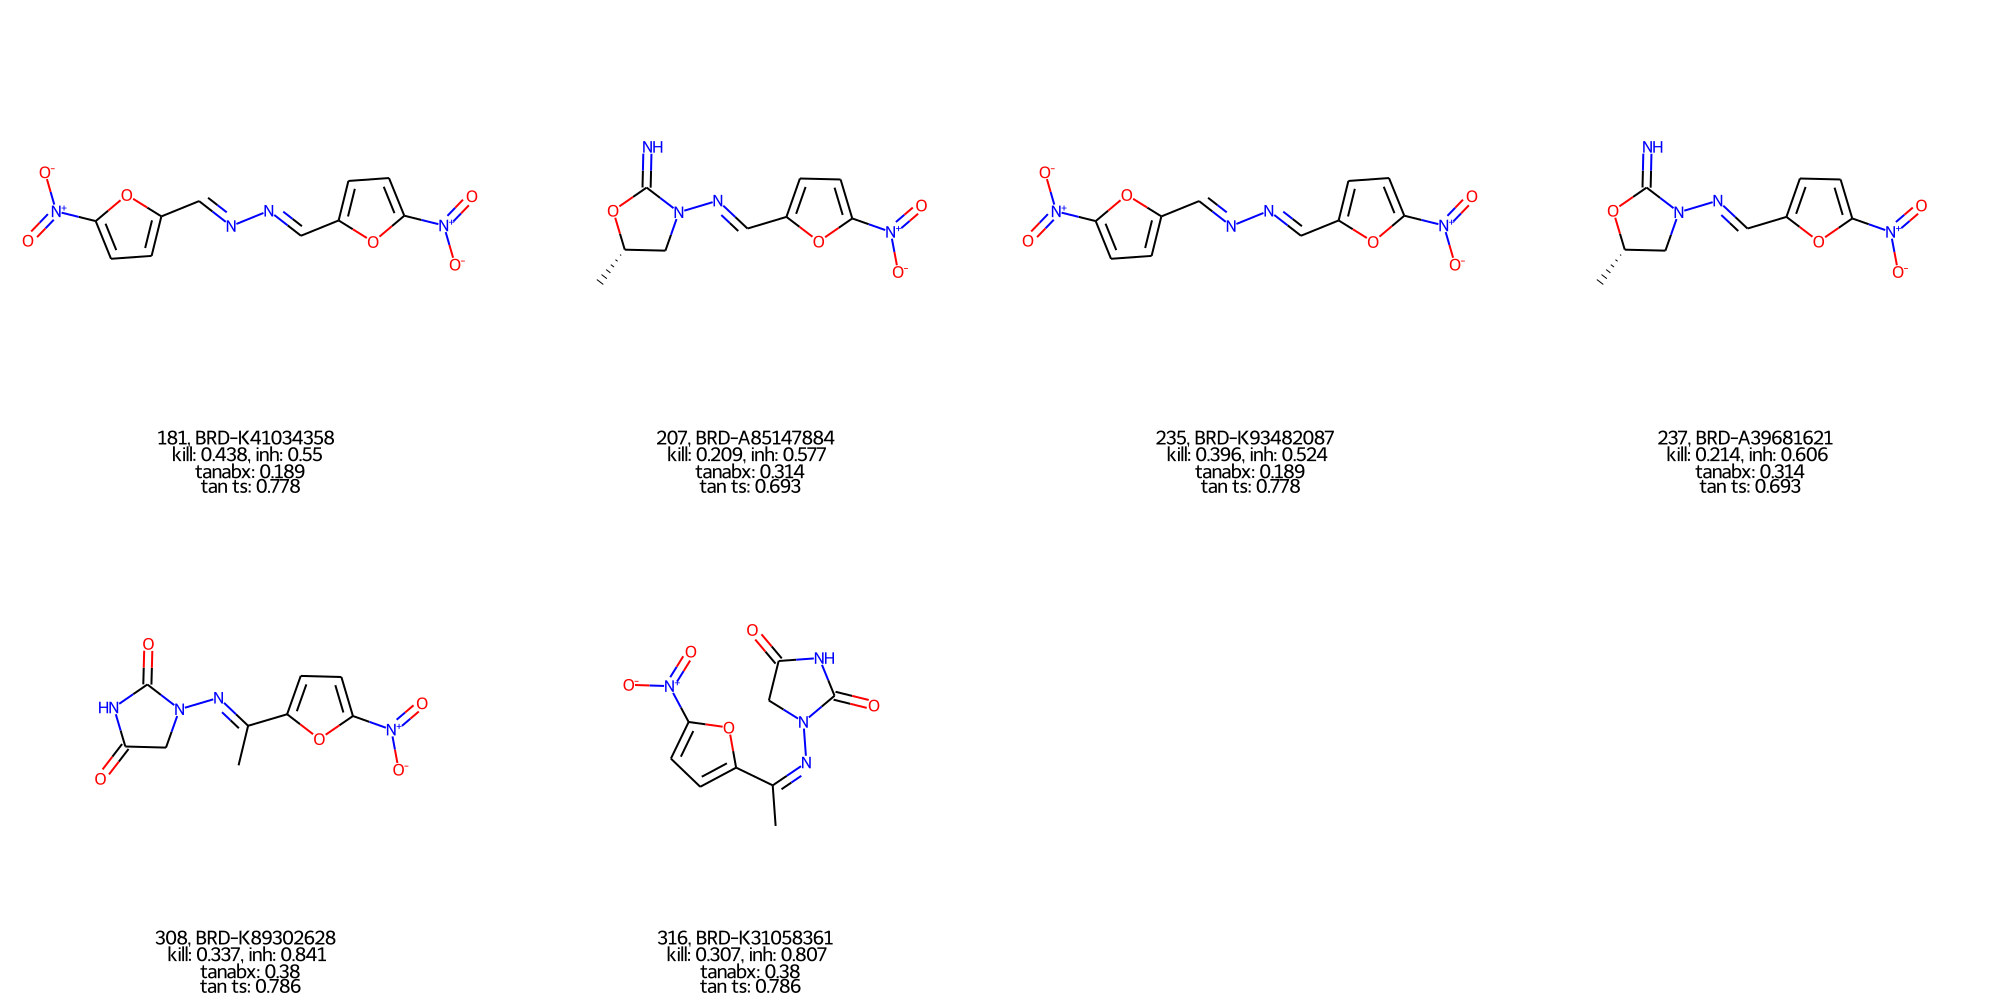 O⁻ N⁺ O O N N O N⁺ O O⁻
NH O N N O N⁺ O O⁻
O⁻ N⁺ O O N N O N⁺ O O⁻
NH O N N O N⁺ O O⁻
181, BRD-K41034358
kill: 0.438, inh: 0.55
tanabx: 0.189
tan ts: 0.778
207, BRD-A85147884
kill: 0.209, inh: 0.577
tanabx: 0.314
tan ts: 0.693
235, BRD-K93482087
kill: 0.396, inh: 0.524
tanabx: 0.189
tan ts: 0.778
237, BRD-A39681621
kill: 0.214, inh: 0.606
tanabx: 0.314
tan ts: 0.693
O HN N N O O N⁺ O O⁻
O⁻ N⁺ O O O NH O N N
308, BRD-K89302628
kill: 0.337, inh: 0.841
tanabx: 0.38
tan ts: 0.786
316, BRD-K31058361
kill: 0.307, inh: 0.807
tanabx: 0.38
tan ts: 0.786